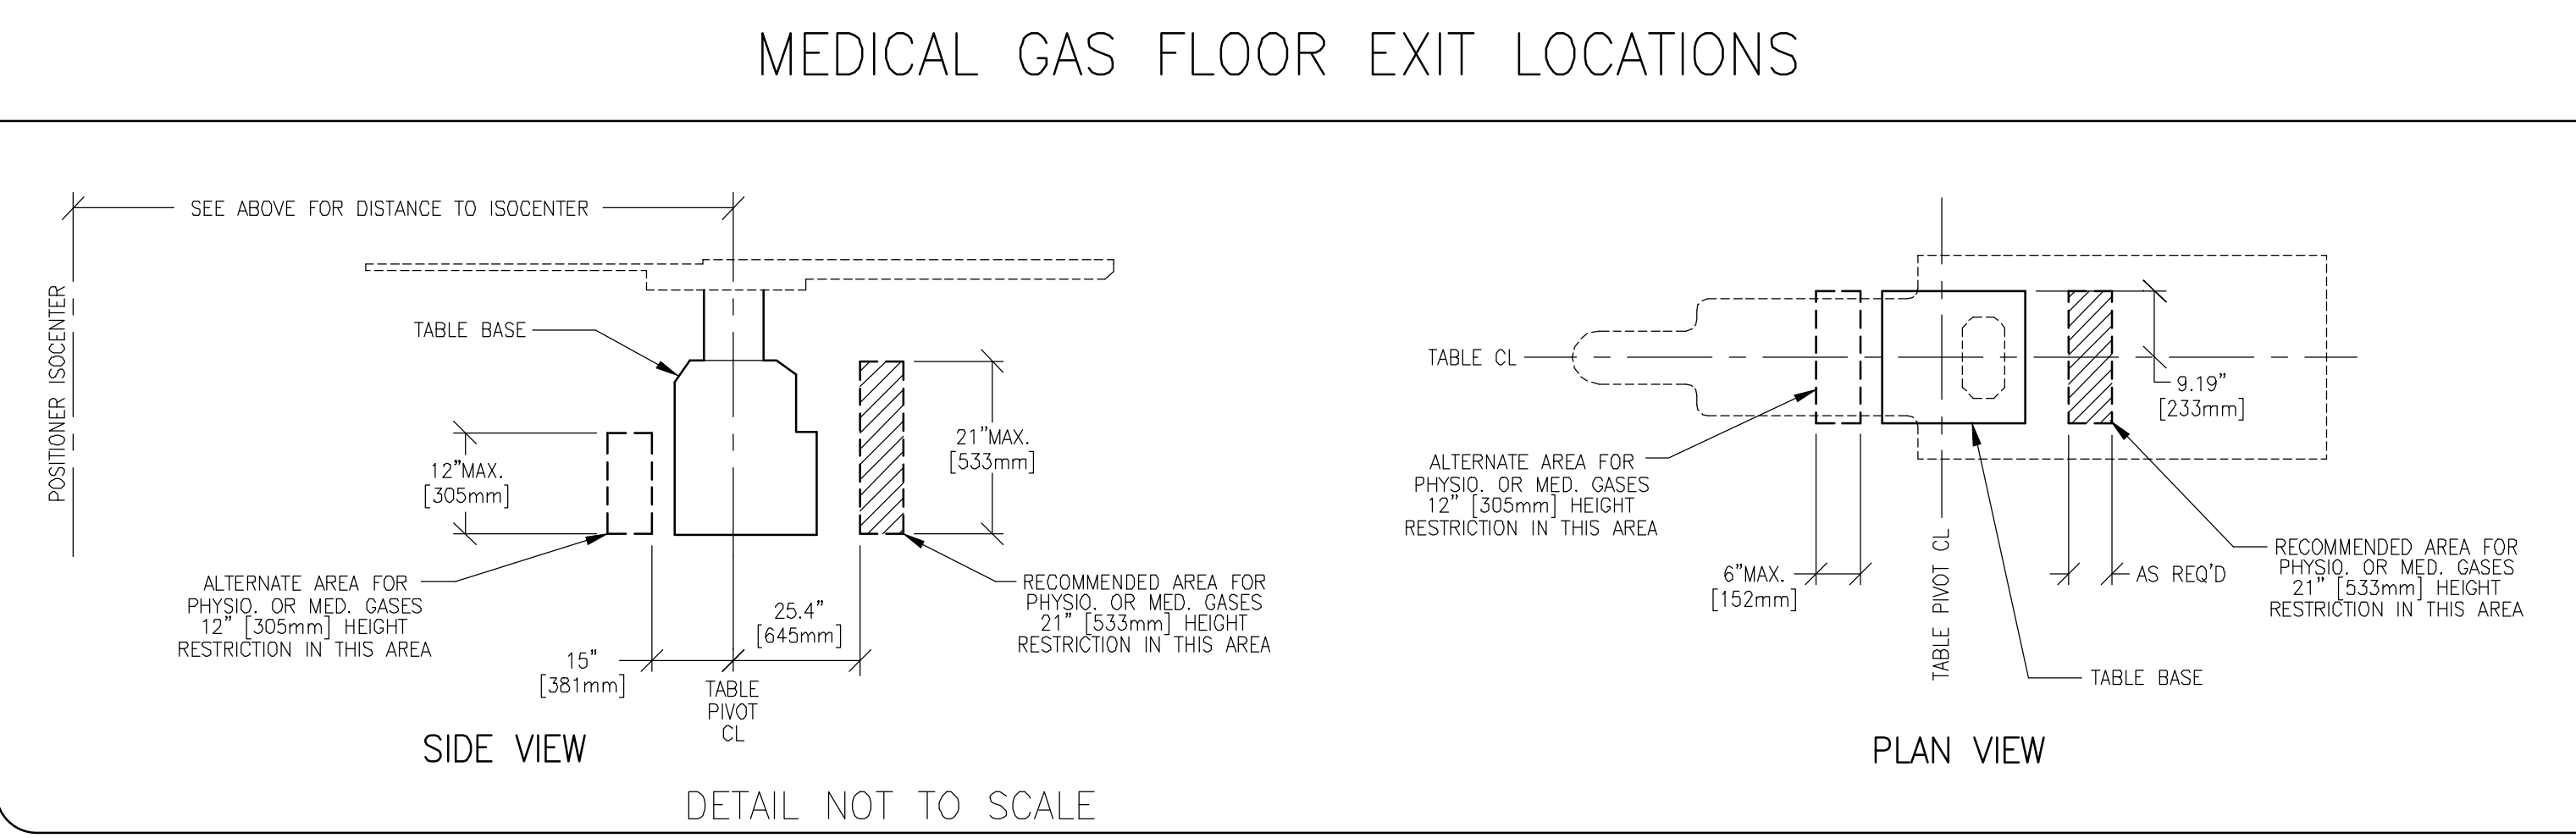 MEDICAL GAS FLOOR EXIT LOCATIONS
SEE ABOVE FOR DISTANCE TO ISOCENTER
POSITIONER ISOCENTER
TABLE BASE
12"MAX.
[305mm]
21"MAX.
[533mm]
ALTERNATE AREA FOR
PHYSIO. OR MED. GASES
12" [305mm] HEIGHT
RESTRICTION IN THIS AREA
25.4"
[645mm]
15"
[381mm]
RECOMMENDED AREA FOR
PHYSIO. OR MED. GASES
21" [533mm] HEIGHT
RESTRICTION IN THIS AREA
TABLE
PIVOT
CL
SIDE VIEW
DETAIL NOT TO SCALE
TABLE CL
9.19"
[233mm]
ALTERNATE AREA FOR
PHYSIO. OR MED. GASES
12" [305mm] HEIGHT
RESTRICTION IN THIS AREA
6"MAX.
[152mm]
TABLE PIVOT CL
AS REQ'D
RECOMMENDED AREA FOR
PHYSIO. OR MED. GASES
21" [533mm] HEIGHT
RESTRICTION IN THIS AREA
TABLE BASE
PLAN VIEW